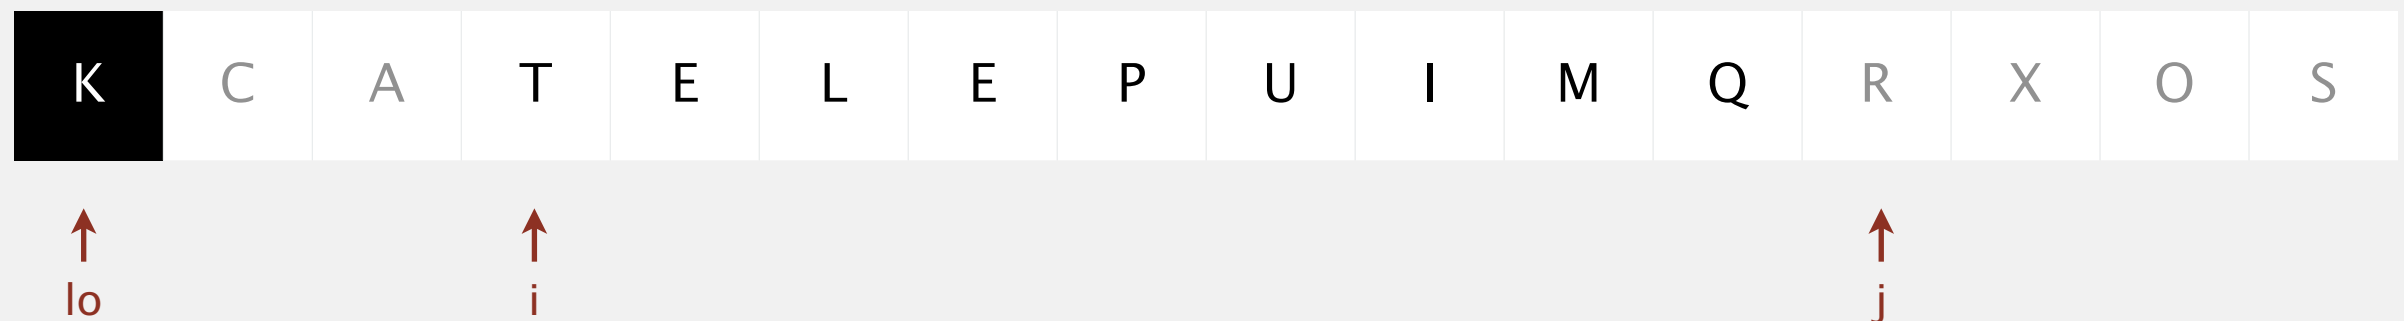 K C A T E L E P U I M Q R X O S
lo i j